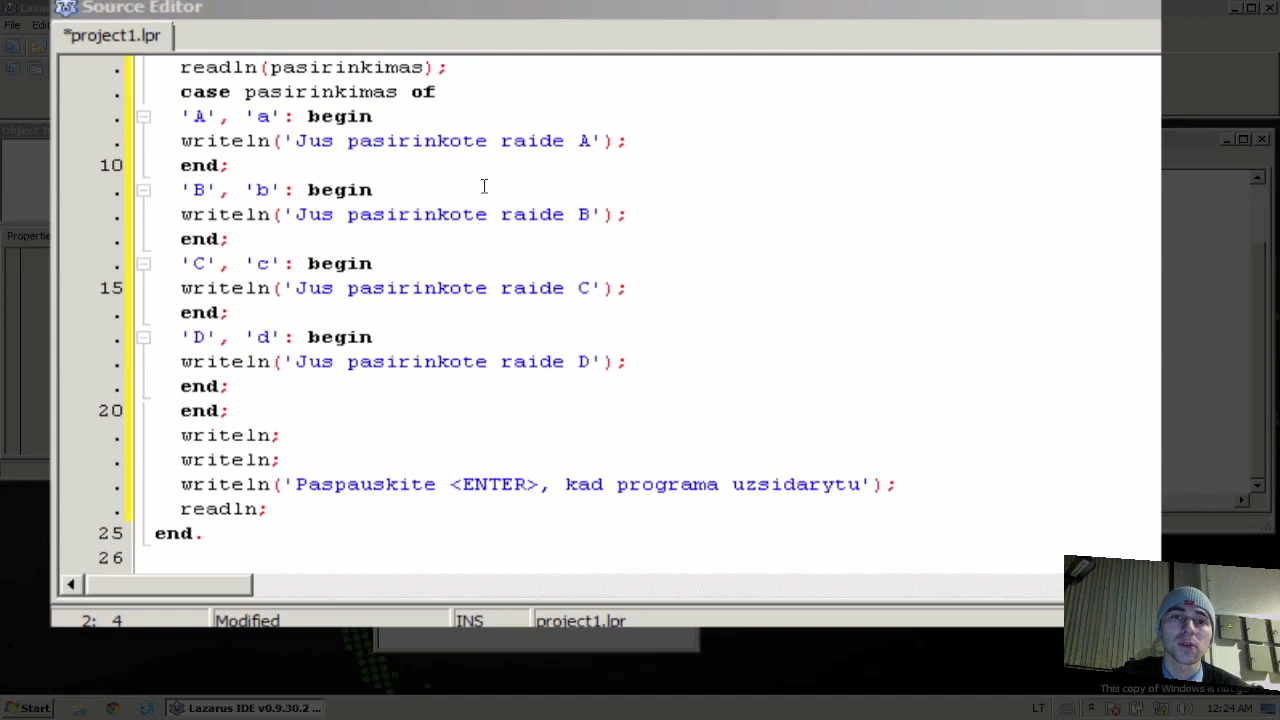 Source Editor
*project1.lpr
File
. readln(pasirinkimas);
. case pasirinkimas of
. 'A', 'a': begin
. writeln('Jus pasirinkote raide A');
10 end;
. 'B', 'b': begin
. writeln('Jus pasirinkote raide B');
. end;
. 'C', 'c': begin
15 writeln('Jus pasirinkote raide C');
. end;
. 'D', 'd': begin
. writeln('Jus pasirinkote raide D');
. end;
20 end;
. writeln;
. writeln;
. writeln('Paspauskite <ENTER>, kad programa uzsidarytu');
. readln;
25 end.
26
Properties
2: 4 Modified INS project1.lpr
This copy of Windows is not
Start Lazarus IDE v0.9.30.2 ... LT 12:24 AM